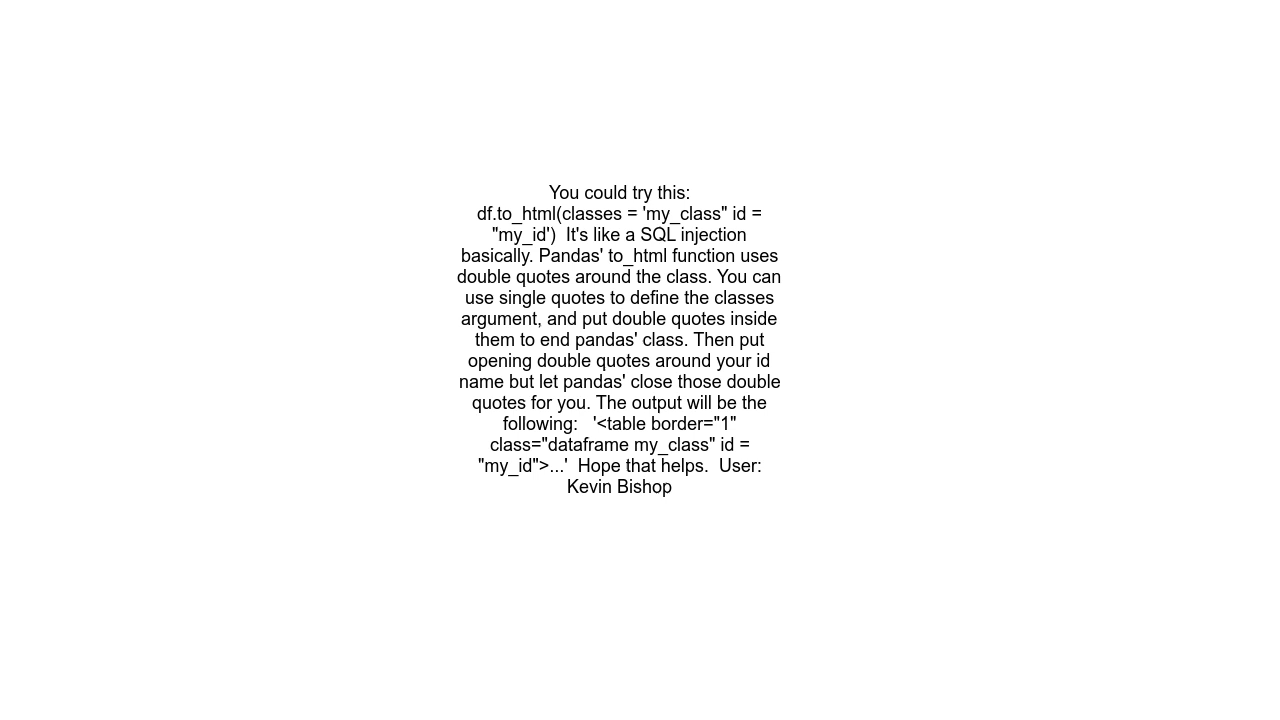 You could try this:
df.to_html(classes = 'my_class" id =
"my_id')  It's like a SQL injection
basically. Pandas' to_html function uses
double quotes around the class. You can
use single quotes to define the classes
argument, and put double quotes inside
them to end pandas' class. Then put
opening double quotes around your id
name but let pandas' close those double
quotes for you. The output will be the
following:   '<table border="1"
class="dataframe my_class" id =
"my_id">...'  Hope that helps.  User:
Kevin Bishop